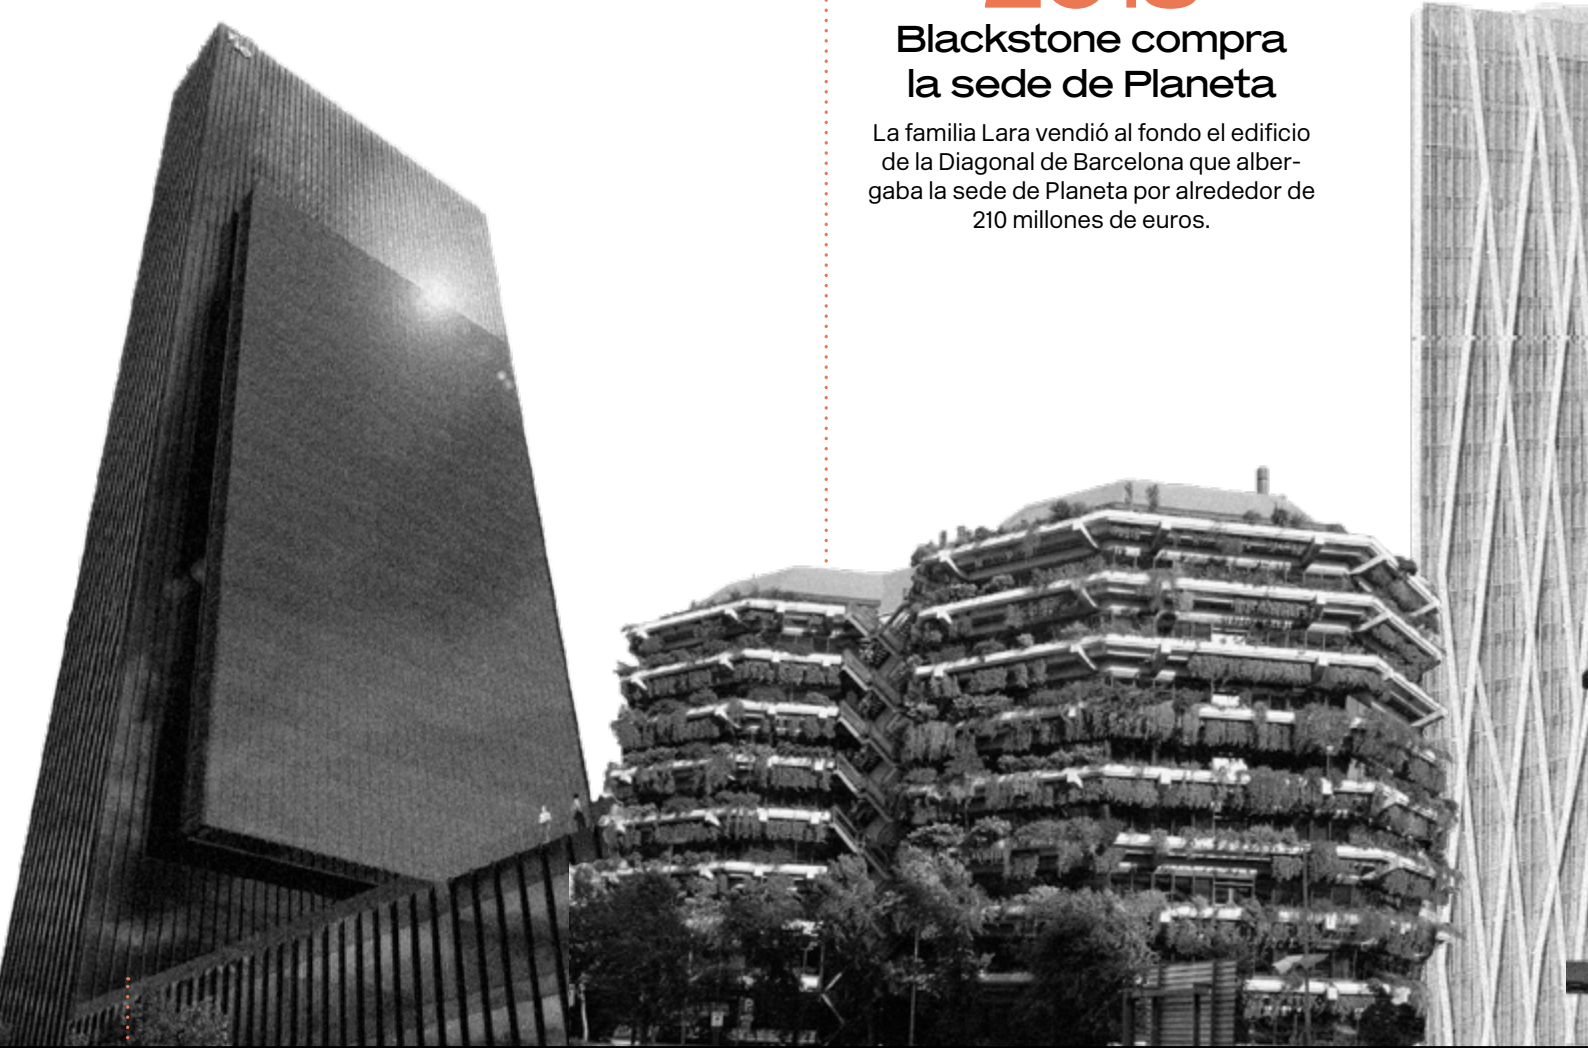 Blackstone compra
la sede de Planeta
La familia Lara vendió al fondo el edificio
de la Diagonal de Barcelona que alber-
gaba la sede de Planeta por alrededor de
210 millones de euros.